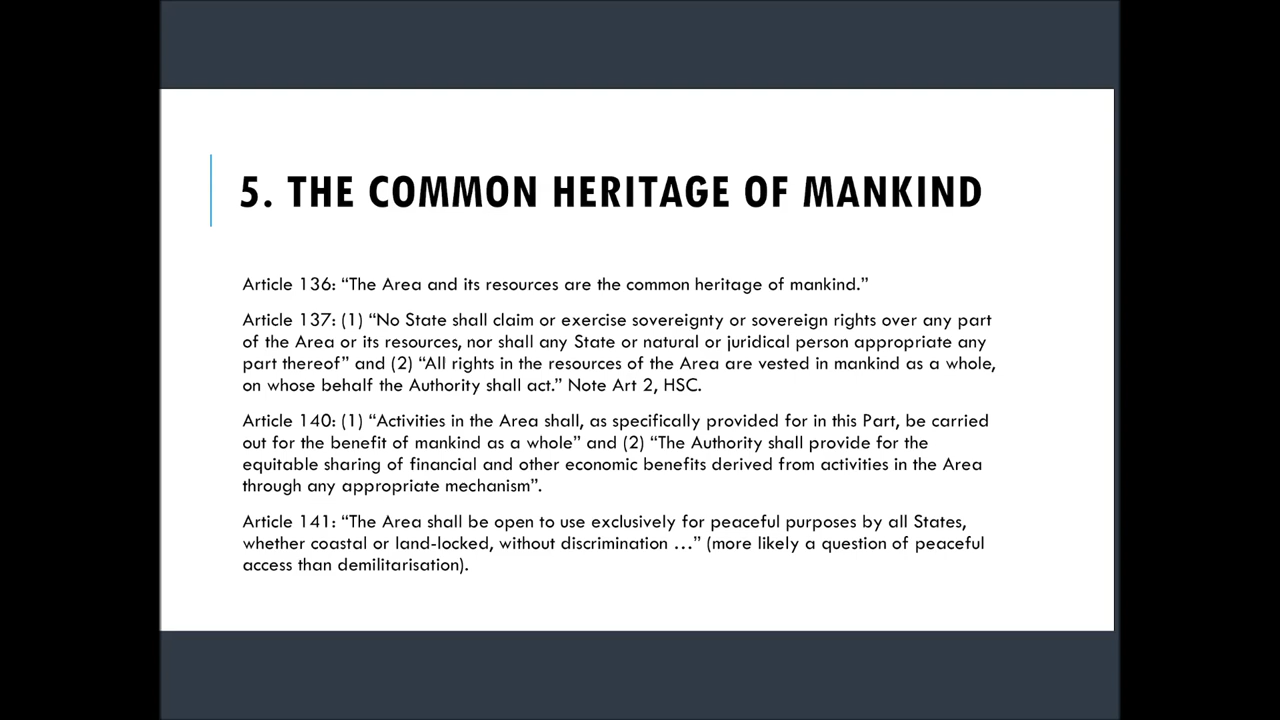 5. THE COMMON HERITAGE OF MANKIND
Article 136: “The Area and its resources are the common heritage of mankind.”
Article 137: (1) “No State shall claim or exercise sovereignty or sovereign rights over any part
of the Area or its resources, nor shall any State or natural or juridical person appropriate any
part thereof” and (2) “All rights in the resources of the Area are vested in mankind as a whole,
on whose behalf the Authority shall act.” Note Art 2, HSC.
Article 140: (1) “Activities in the Area shall, as specifically provided for in this Part, be carried
out for the benefit of mankind as a whole” and (2) “The Authority shall provide for the
equitable sharing of financial and other economic benefits derived from activities in the Area
through any appropriate mechanism”.
Article 141: “The Area shall be open to use exclusively for peaceful purposes by all States,
whether coastal or land-locked, without discrimination …” (more likely a question of peaceful
access than demilitarisation).